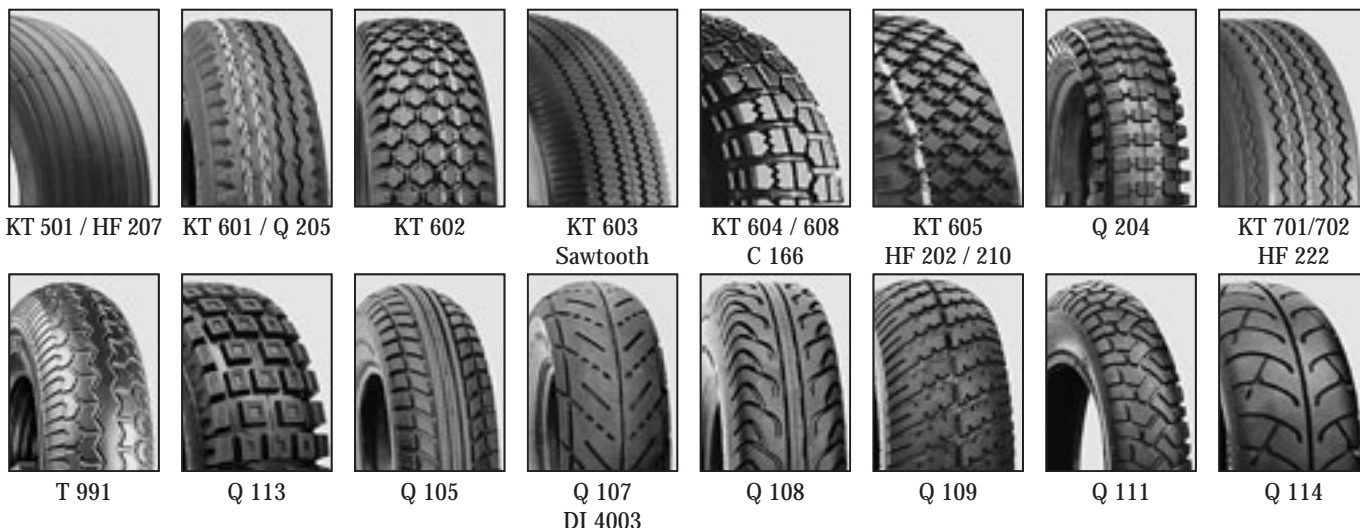 KT 501 / HF 207
KT 601 / Q 205
KT 602
KT 603
Sawtooth
KT 604 / 608
C 166
KT 605
HF 202 / 210
Q 204
KT 701/702
HF 222
T 991
Q 113
Q 105
Q 107
DI 4003
Q 108
Q 109
Q 111
Q 114